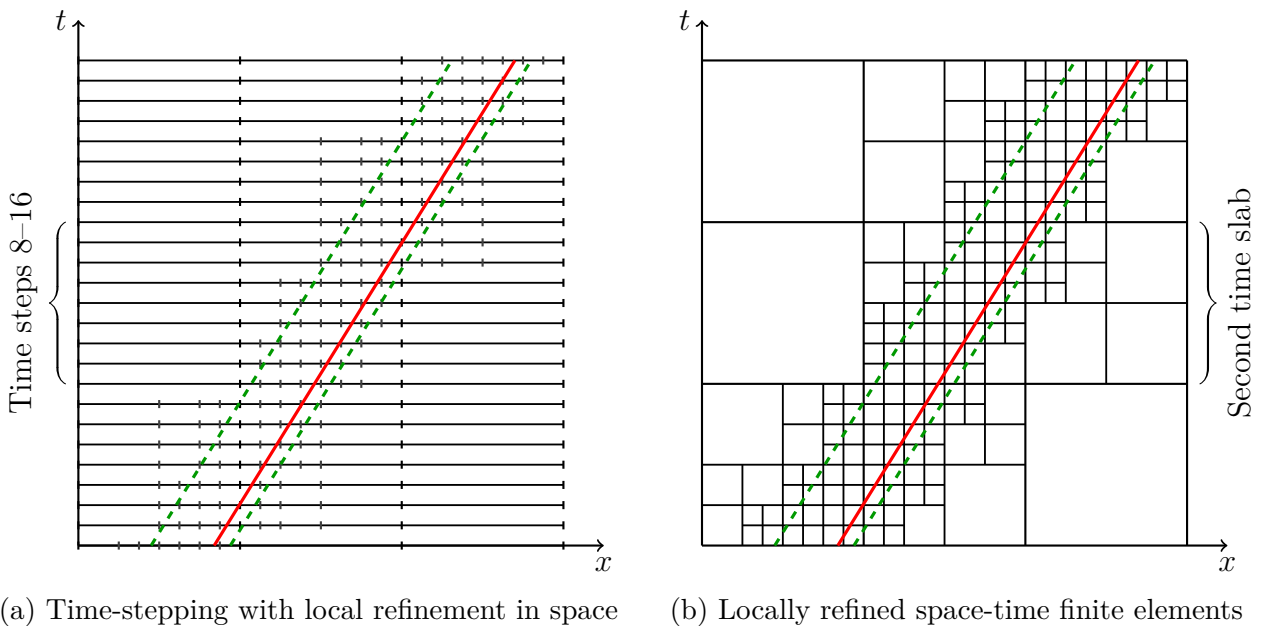 t
Time steps 8–16
x
(a) Time-stepping with local refinement in space
t
Second time slab
x
(b) Locally refined space-time finite elements